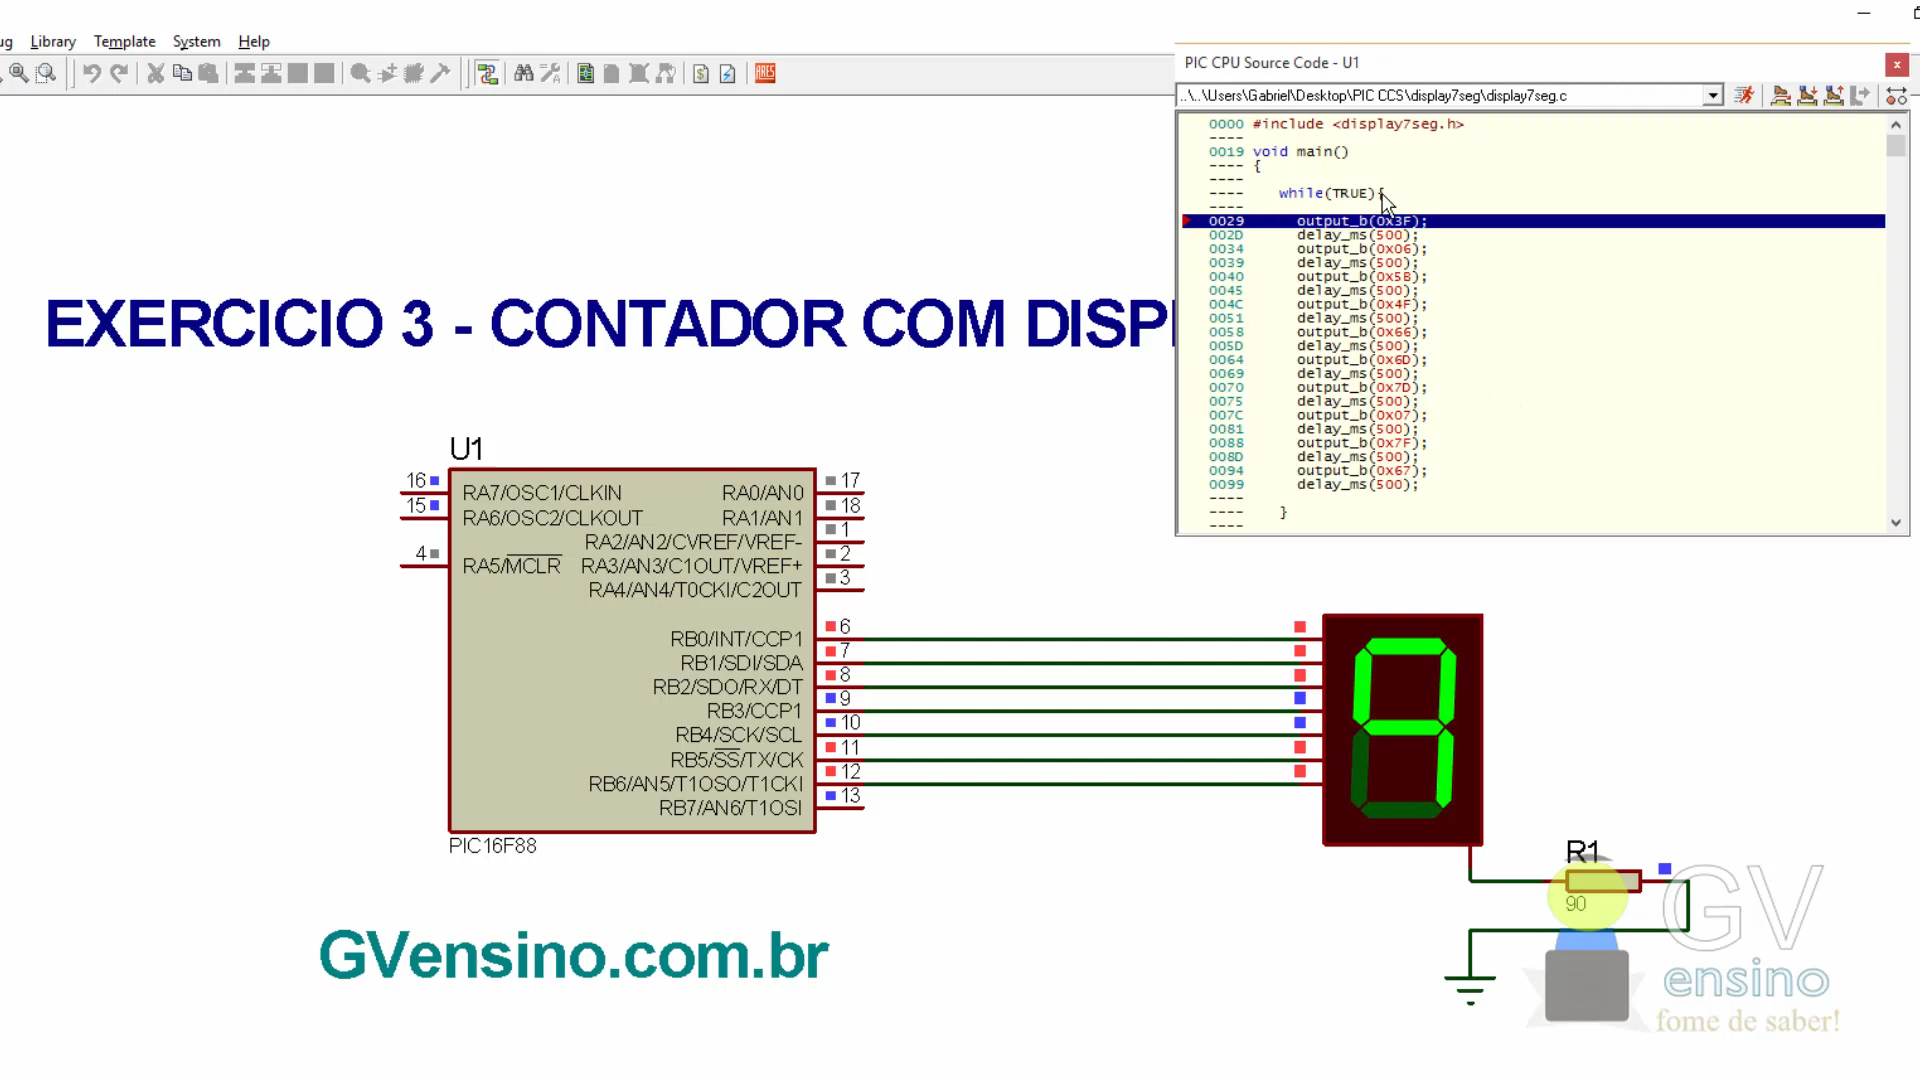 ug Library Template System Help
ARES
PIC CPU Source Code - U1
..\..\Users\Gabriel\Desktop\PIC CCS\display7seg\display7seg.c
0000 #include <display7seg.h>
----
0019 void main()
---- {
----
---- while(TRUE){
----
0029 output_b(0x3F);
002D delay_ms(500);
0034 output_b(0x06);
0039 delay_ms(500);
0040 output_b(0x5B);
0045 delay_ms(500);
004C output_b(0x4F);
0051 delay_ms(500);
0058 output_b(0x66);
005D delay_ms(500);
0064 output_b(0x6D);
0069 delay_ms(500);
0070 output_b(0x7D);
0075 delay_ms(500);
007C output_b(0x07);
0081 delay_ms(500);
0088 output_b(0x7F);
008D delay_ms(500);
0094 output_b(0x67);
0099 delay_ms(500);
----
---- }
----
EXERCICIO 3 - CONTADOR COM DISP
U1
16 RA7/OSC1/CLKIN RA0/AN0 17
15 RA6/OSC2/CLKOUT RA1/AN1 18
RA2/AN2/CVREF/VREF- 1
4 RA5/MCLR RA3/AN3/C1OUT/VREF+ 2
RA4/AN4/T0CKI/C2OUT 3
RB0/INT/CCP1 6
RB1/SDI/SDA 7
RB2/SDO/RX/DT 8
RB3/CCP1 9
RB4/SCK/SCL 10
RB5/SS/TX/CK 11
RB6/AN5/T1OSO/T1CKI 12
RB7/AN6/T1OSI 13
PIC16F88
9
R1
90
GVensino.com.br
GV
ensino
fome de saber!